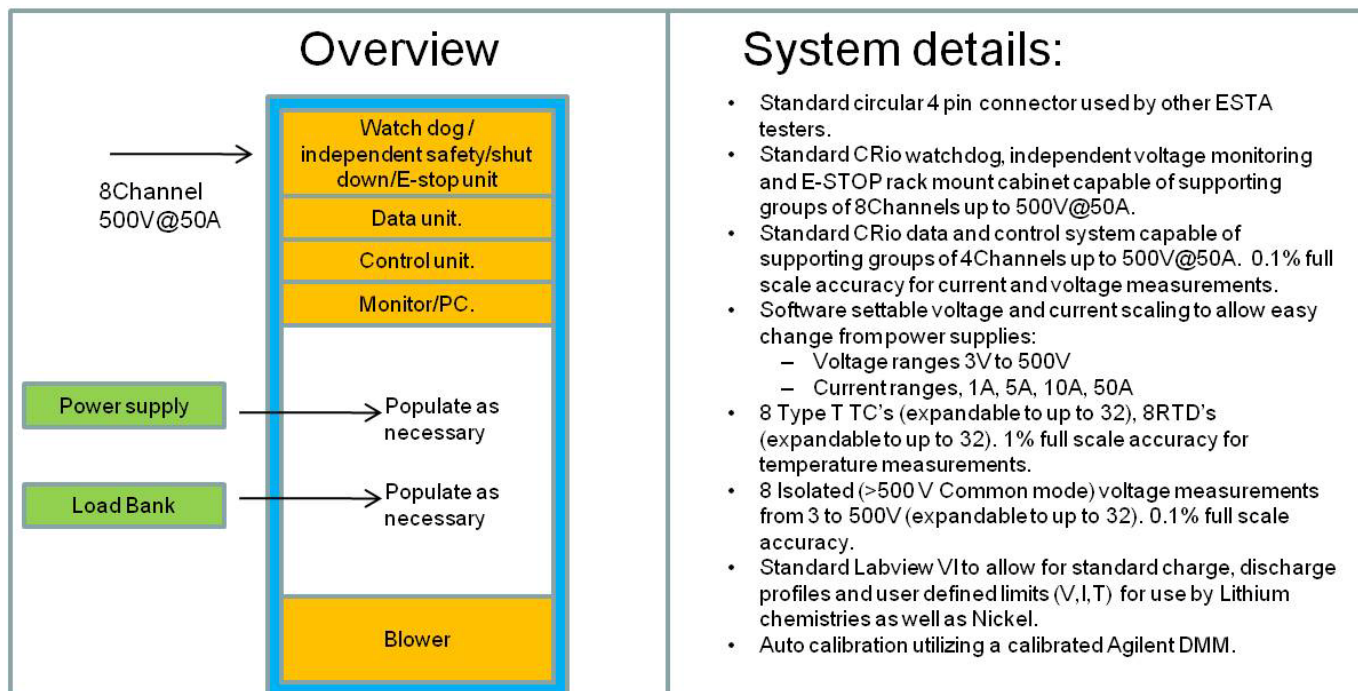 Overview
Watch dog /
independent safety/shut
down/E-stop unit
8Channel
500V@50A
Data unit.
Control unit.
Monitor/PC.
Power supply
Populate as
necessary
Load Bank
Populate as
necessary
Blower
System details:
• Standard circular 4 pin connector used by other ESTA
testers.
• Standard CRio watchdog, independent voltage monitoring
and E-STOP rack mount cabinet capable of supporting
groups of 8Channels up to 500V@50A.
• Standard CRio data and control system capable of
supporting groups of 4Channels up to 500V@50A. 0.1% full
scale accuracy for current and voltage measurements.
• Software settable voltage and current scaling to allow easy
change from power supplies:
– Voltage ranges 3V to 500V
– Current ranges, 1A, 5A, 10A, 50A
• 8 Type T TC's (expandable to up to 32), 8RTD's
(expandable to up to 32). 1% full scale accuracy for
temperature measurements.
• 8 Isolated (>500 V Common mode) voltage measurements
from 3 to 500V (expandable to up to 32). 0.1% full scale
accuracy.
• Standard Labview VI to allow for standard charge, discharge
profiles and user defined limits (V,I,T) for use by Lithium
chemistries as well as Nickel.
• Auto calibration utilizing a calibrated Agilent DMM.